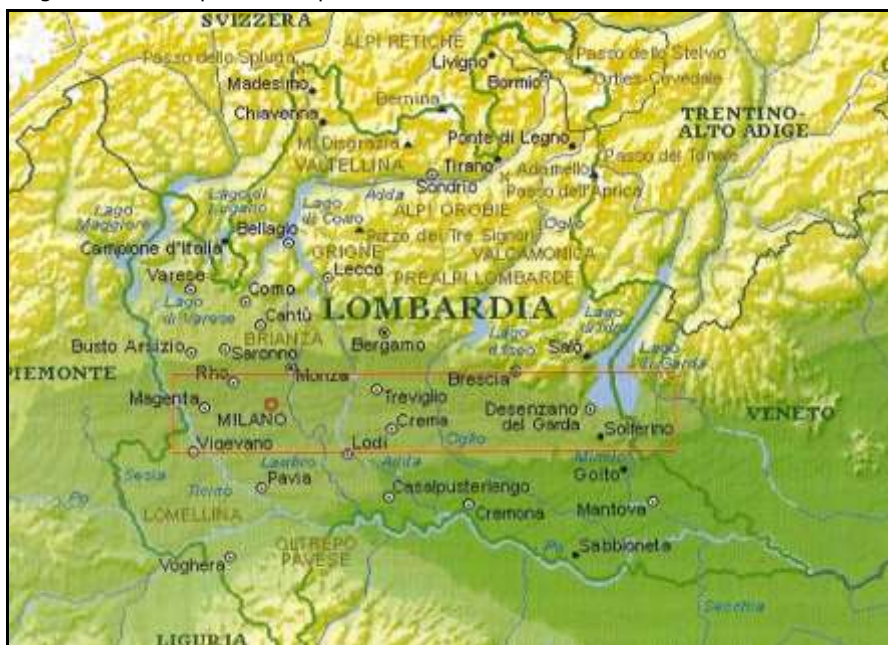 SVIZZERA
ALPI RETICHE
Passo dello Spluga
Livigno
Passo dello Stelvio
Madesimo
Bormio
Ortles-Cevedale
Chiavenna
Bernina
TRENTINO-
ALTO ADIGE
M. Disgrazia
Ponte di Legno
VALTELLINA
Tirano
Passo del Tonale
Adamello
Sondrio
Passo dell'Aprica
Adda
Lago
Maggiore
Lago di
Lugano
Lago
di Como
ALPI OROBIE
Oglio
Bellagio
Pizzo dei Tre Signori
Campione d'Italia
GRIGNE
VALCAMONICA
Varese
Lecco
PREALPI LOMBARDE
Como
LOMBARDIA
Lago
di Varese
Cantù
BRIANZA
Bergamo
Lago
d'Iseo
Lago
d'Idro
Salò
Lago
di Garda
Busto Arsizio
Saronno
PIEMONTE
Rho
Monza
Brescia
Magenta
Treviglio
MILANO
Crema
Desenzano
del Garda
VENETO
Solferino
Vigevano
Lodi
Oglio
Mincio
Sesia
Lambro
Adda
Goito
Pavia
Po
Ticino
Casalpusterlengo
Mantova
LOMELLINA
Cremona
OLTREPO
PAVESE
Po
Sabbioneta
Voghera
Secchia
LIGURIA